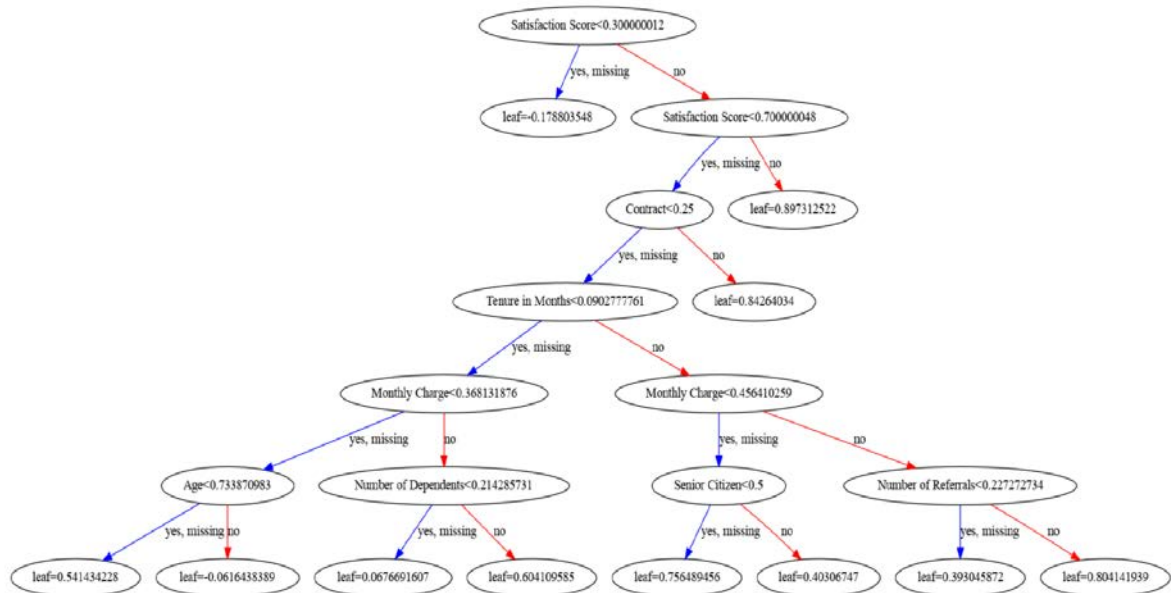 Satisfaction Score<0.300000012
yes, missing
no
leaf=-0.178803548
Satisfaction Score<0.700000048
yes, missing
no
Contract<0.25
leaf=0.897312522
yes, missing
no
Tenure in Months<0.0902777761
leaf=0.84264034
yes, missing
no
Monthly Charge<0.368131876
Monthly Charge<0.456410259
yes, missing
no
yes, missing
no
Age<0.733870983
Number of Dependents<0.214285731
Senior Citizen<0.5
Number of Referrals<0.227272734
yes, missing
no
yes, missing
no
yes, missing
no
yes, missing
no
leaf=0.541434228
leaf=-0.0616438389
leaf=0.0676691607
leaf=0.604109585
leaf=0.756489456
leaf=0.40306747
leaf=0.393045872
leaf=0.804141939